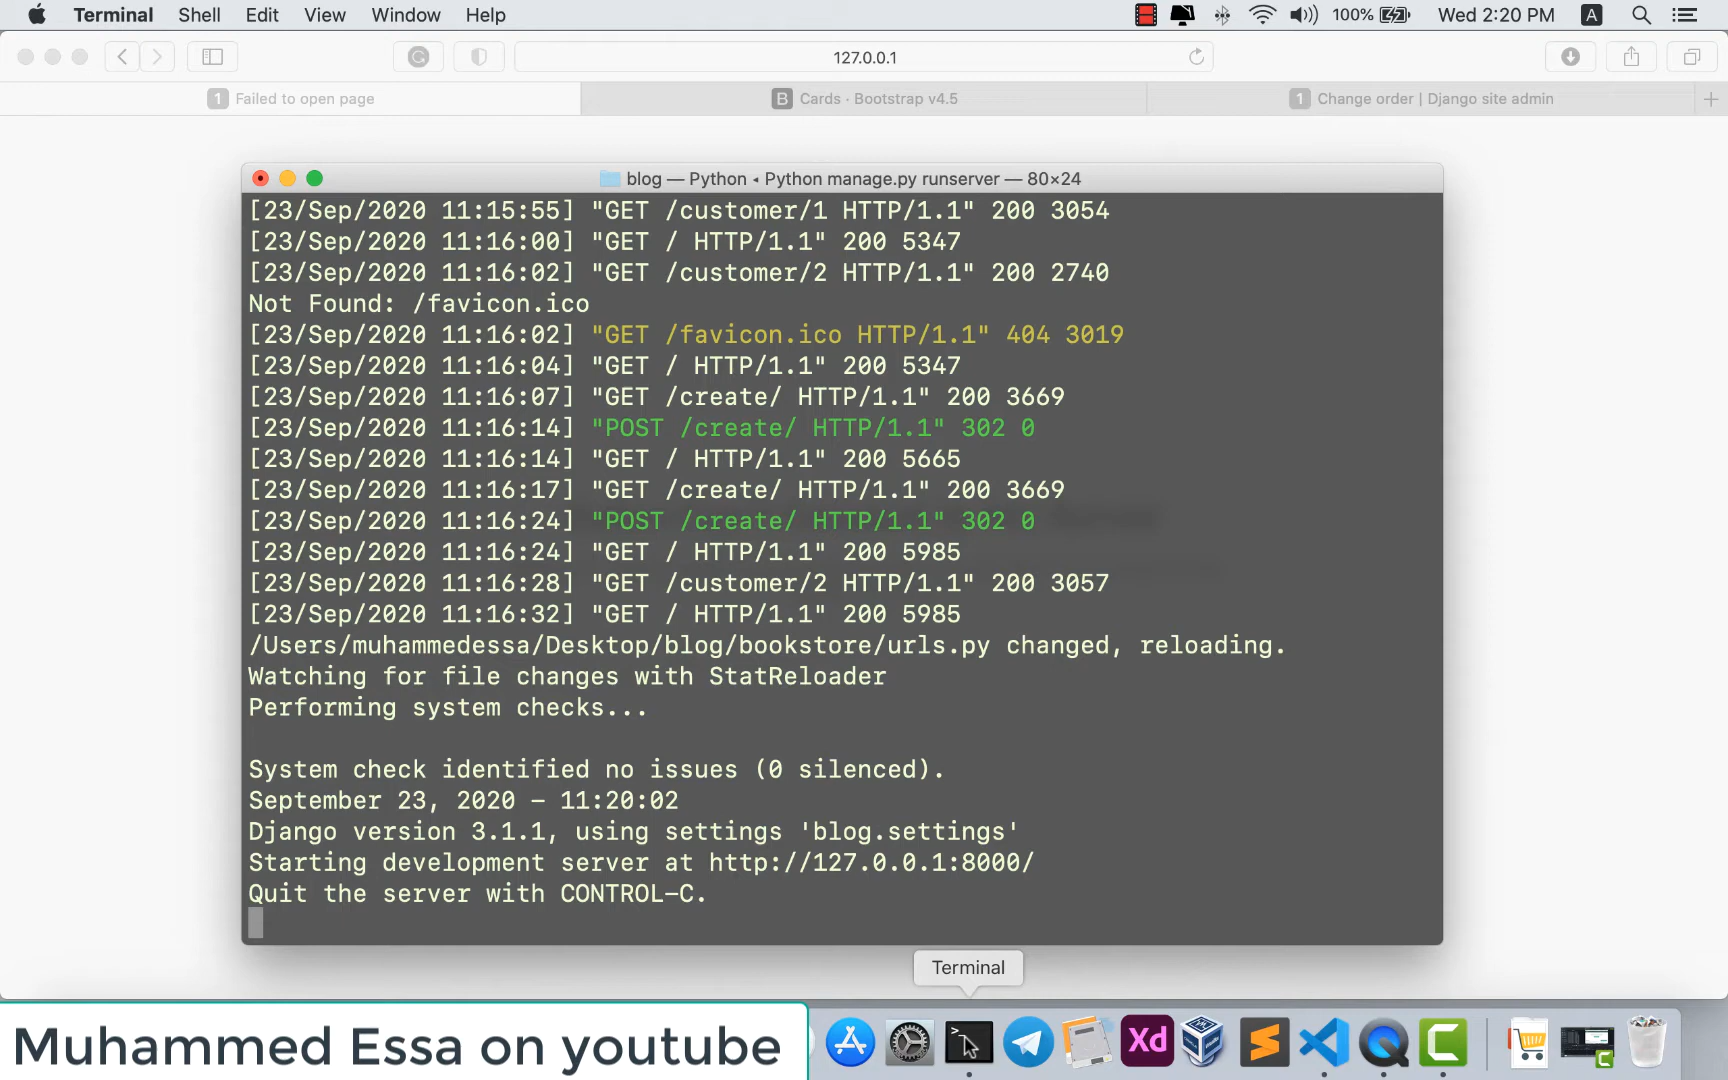 Terminal Shell Edit View Window Help 100% Wed 2:20 PM A
127.0.0.1
1 Failed to open page B Cards · Bootstrap v4.5 1 Change order | Django site admin
blog — Python ◂ Python manage.py runserver — 80×24
[23/Sep/2020 11:15:55] "GET /customer/1 HTTP/1.1" 200 3054
[23/Sep/2020 11:16:00] "GET / HTTP/1.1" 200 5347
[23/Sep/2020 11:16:02] "GET /customer/2 HTTP/1.1" 200 2740
Not Found: /favicon.ico
[23/Sep/2020 11:16:02] "GET /favicon.ico HTTP/1.1" 404 3019
[23/Sep/2020 11:16:04] "GET / HTTP/1.1" 200 5347
[23/Sep/2020 11:16:07] "GET /create/ HTTP/1.1" 200 3669
[23/Sep/2020 11:16:14] "POST /create/ HTTP/1.1" 302 0
[23/Sep/2020 11:16:14] "GET / HTTP/1.1" 200 5665
[23/Sep/2020 11:16:17] "GET /create/ HTTP/1.1" 200 3669
[23/Sep/2020 11:16:24] "POST /create/ HTTP/1.1" 302 0
[23/Sep/2020 11:16:24] "GET / HTTP/1.1" 200 5985
[23/Sep/2020 11:16:28] "GET /customer/2 HTTP/1.1" 200 3057
[23/Sep/2020 11:16:32] "GET / HTTP/1.1" 200 5985
/Users/muhammedessa/Desktop/blog/bookstore/urls.py changed, reloading.
Watching for file changes with StatReloader
Performing system checks...
System check identified no issues (0 silenced).
September 23, 2020 - 11:20:02
Django version 3.1.1, using settings 'blog.settings'
Starting development server at http://127.0.0.1:8000/
Quit the server with CONTROL-C.
Terminal
Muhammed Essa on youtube
Xd